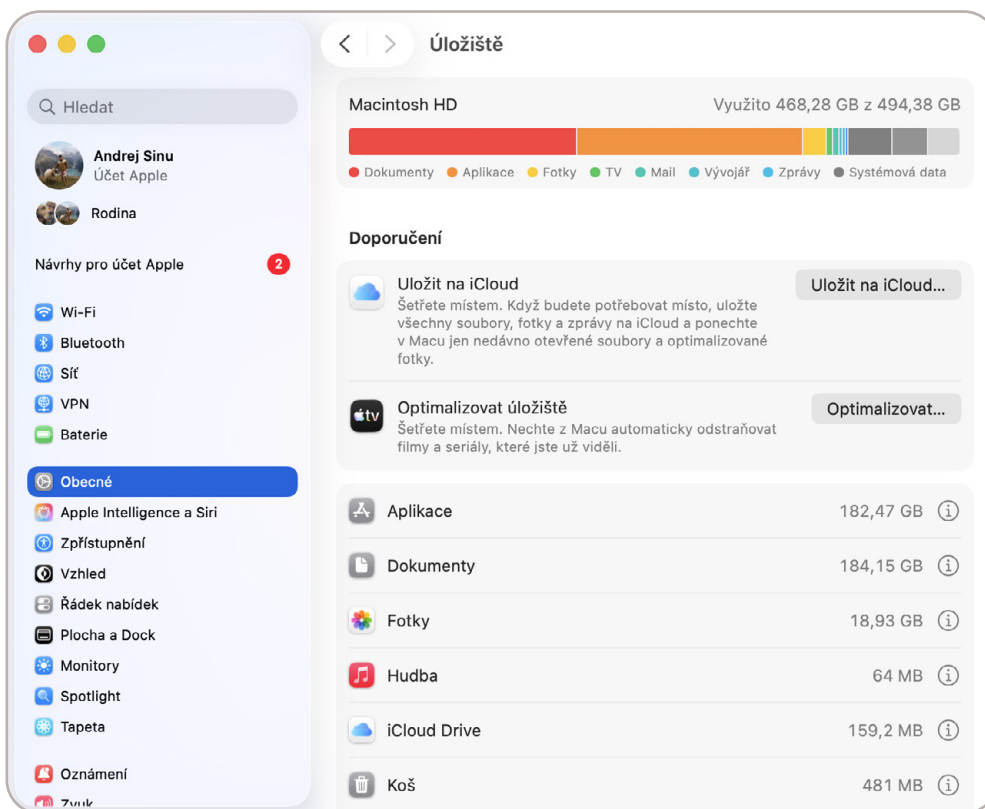 Úložiště
Hledat
Andrej Sinu
Účet Apple
Rodina
Návrhy pro účet Apple 2
Wi-Fi
Bluetooth
Síť
VPN
Baterie
Obecné
Apple Intelligence a Siri
Zpřístupnění
Vzhled
Řádek nabídek
Plocha a Dock
Monitory
Spotlight
Tapeta
Oznámení
Zvuk
Macintosh HD Využito 468,28 GB z 494,38 GB
Dokumenty Aplikace Fotky TV Mail Vývojář Zprávy Systémová data
Doporučení
Uložit na iCloud Uložit na iCloud...
Šetřete místem. Když budete potřebovat místo, uložte
všechny soubory, fotky a zprávy na iCloud a ponechte
v Macu jen nedávno otevřené soubory a optimalizované
fotky.
tv
Optimalizovat úložiště Optimalizovat...
Šetřete místem. Nechte z Macu automaticky odstraňovat
filmy a seriály, které jste už viděli.
Aplikace 182,47 GB
Dokumenty 184,15 GB
Fotky 18,93 GB
Hudba 64 MB
iCloud Drive 159,2 MB
Koš 481 MB